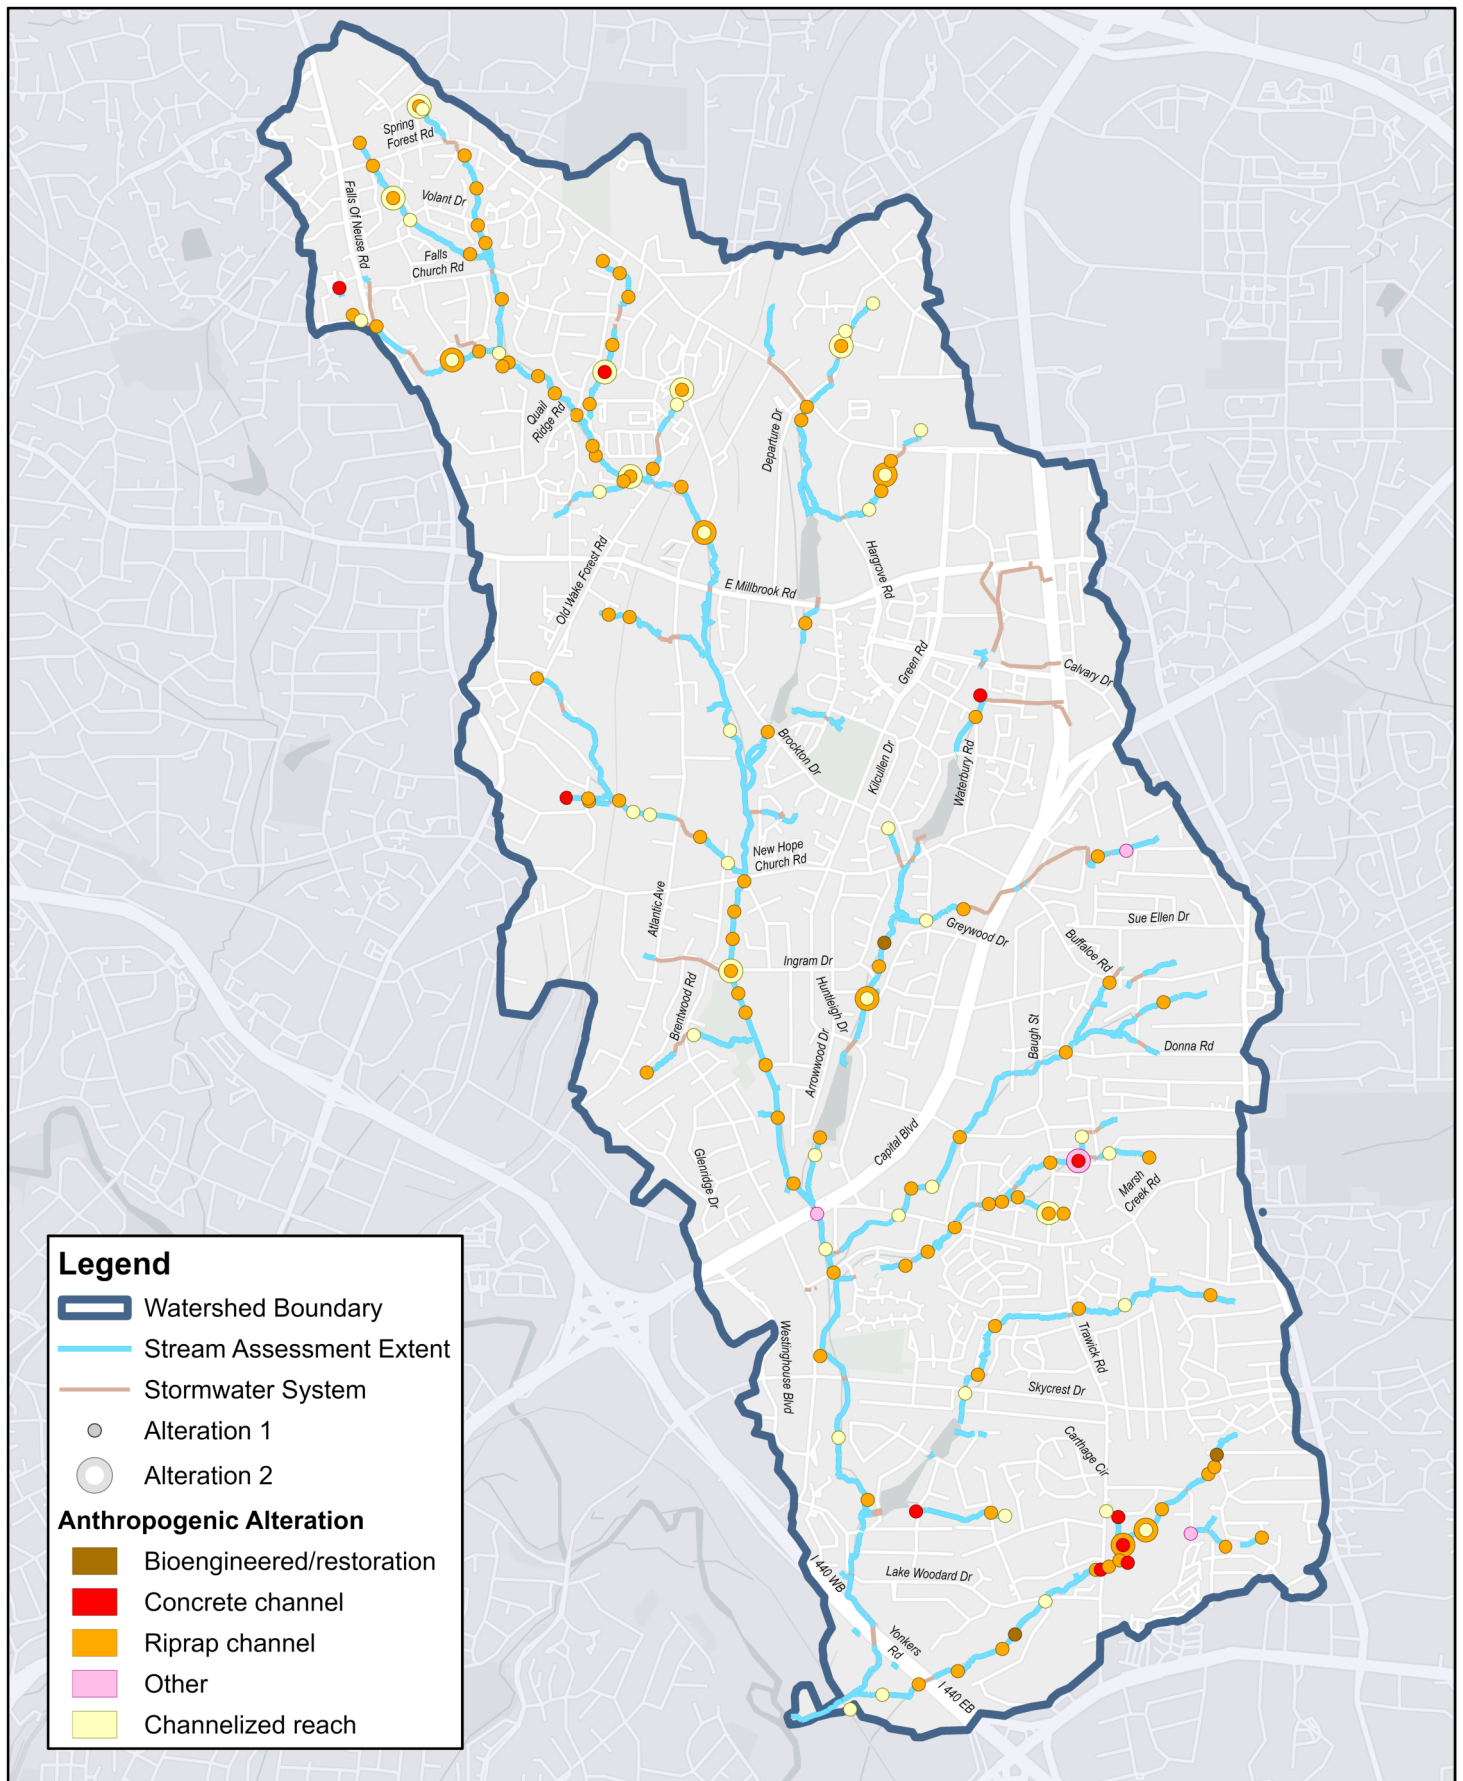 Spring
Forest Rd
Falls Of Neuse Rd
Volant Dr
Falls
Church Rd
Quail
Ridge Rd
Departure Dr
Old Wake Forest Rd
E Millbrook Rd
Hargrove Rd
Green Rd
Calvary Dr
Brockton Dr
Kilcullen Dr
Waterbury Rd
New Hope
Church Rd
Atlantic Ave
Greywood Dr
Sue Ellen Dr
Buffaloe Rd
Ingram Dr
Huntleigh Dr
Brentwood Rd
Baugh St
Donna Rd
Arrowwood Dr
Capital Blvd
Glenridge Dr
Marsh
Creek Rd
Westinghouse Blvd
Trawick Rd
Skycrest Dr
Carthage Cir
I 440 WB
Lake Woodard Dr
Yonkers
Rd
I 440 EB
Legend
Watershed Boundary
Stream Assessment Extent
Stormwater System
Alteration 1
Alteration 2
Anthropogenic Alteration
Bioengineered/restoration
Concrete channel
Riprap channel
Other
Channelized reach